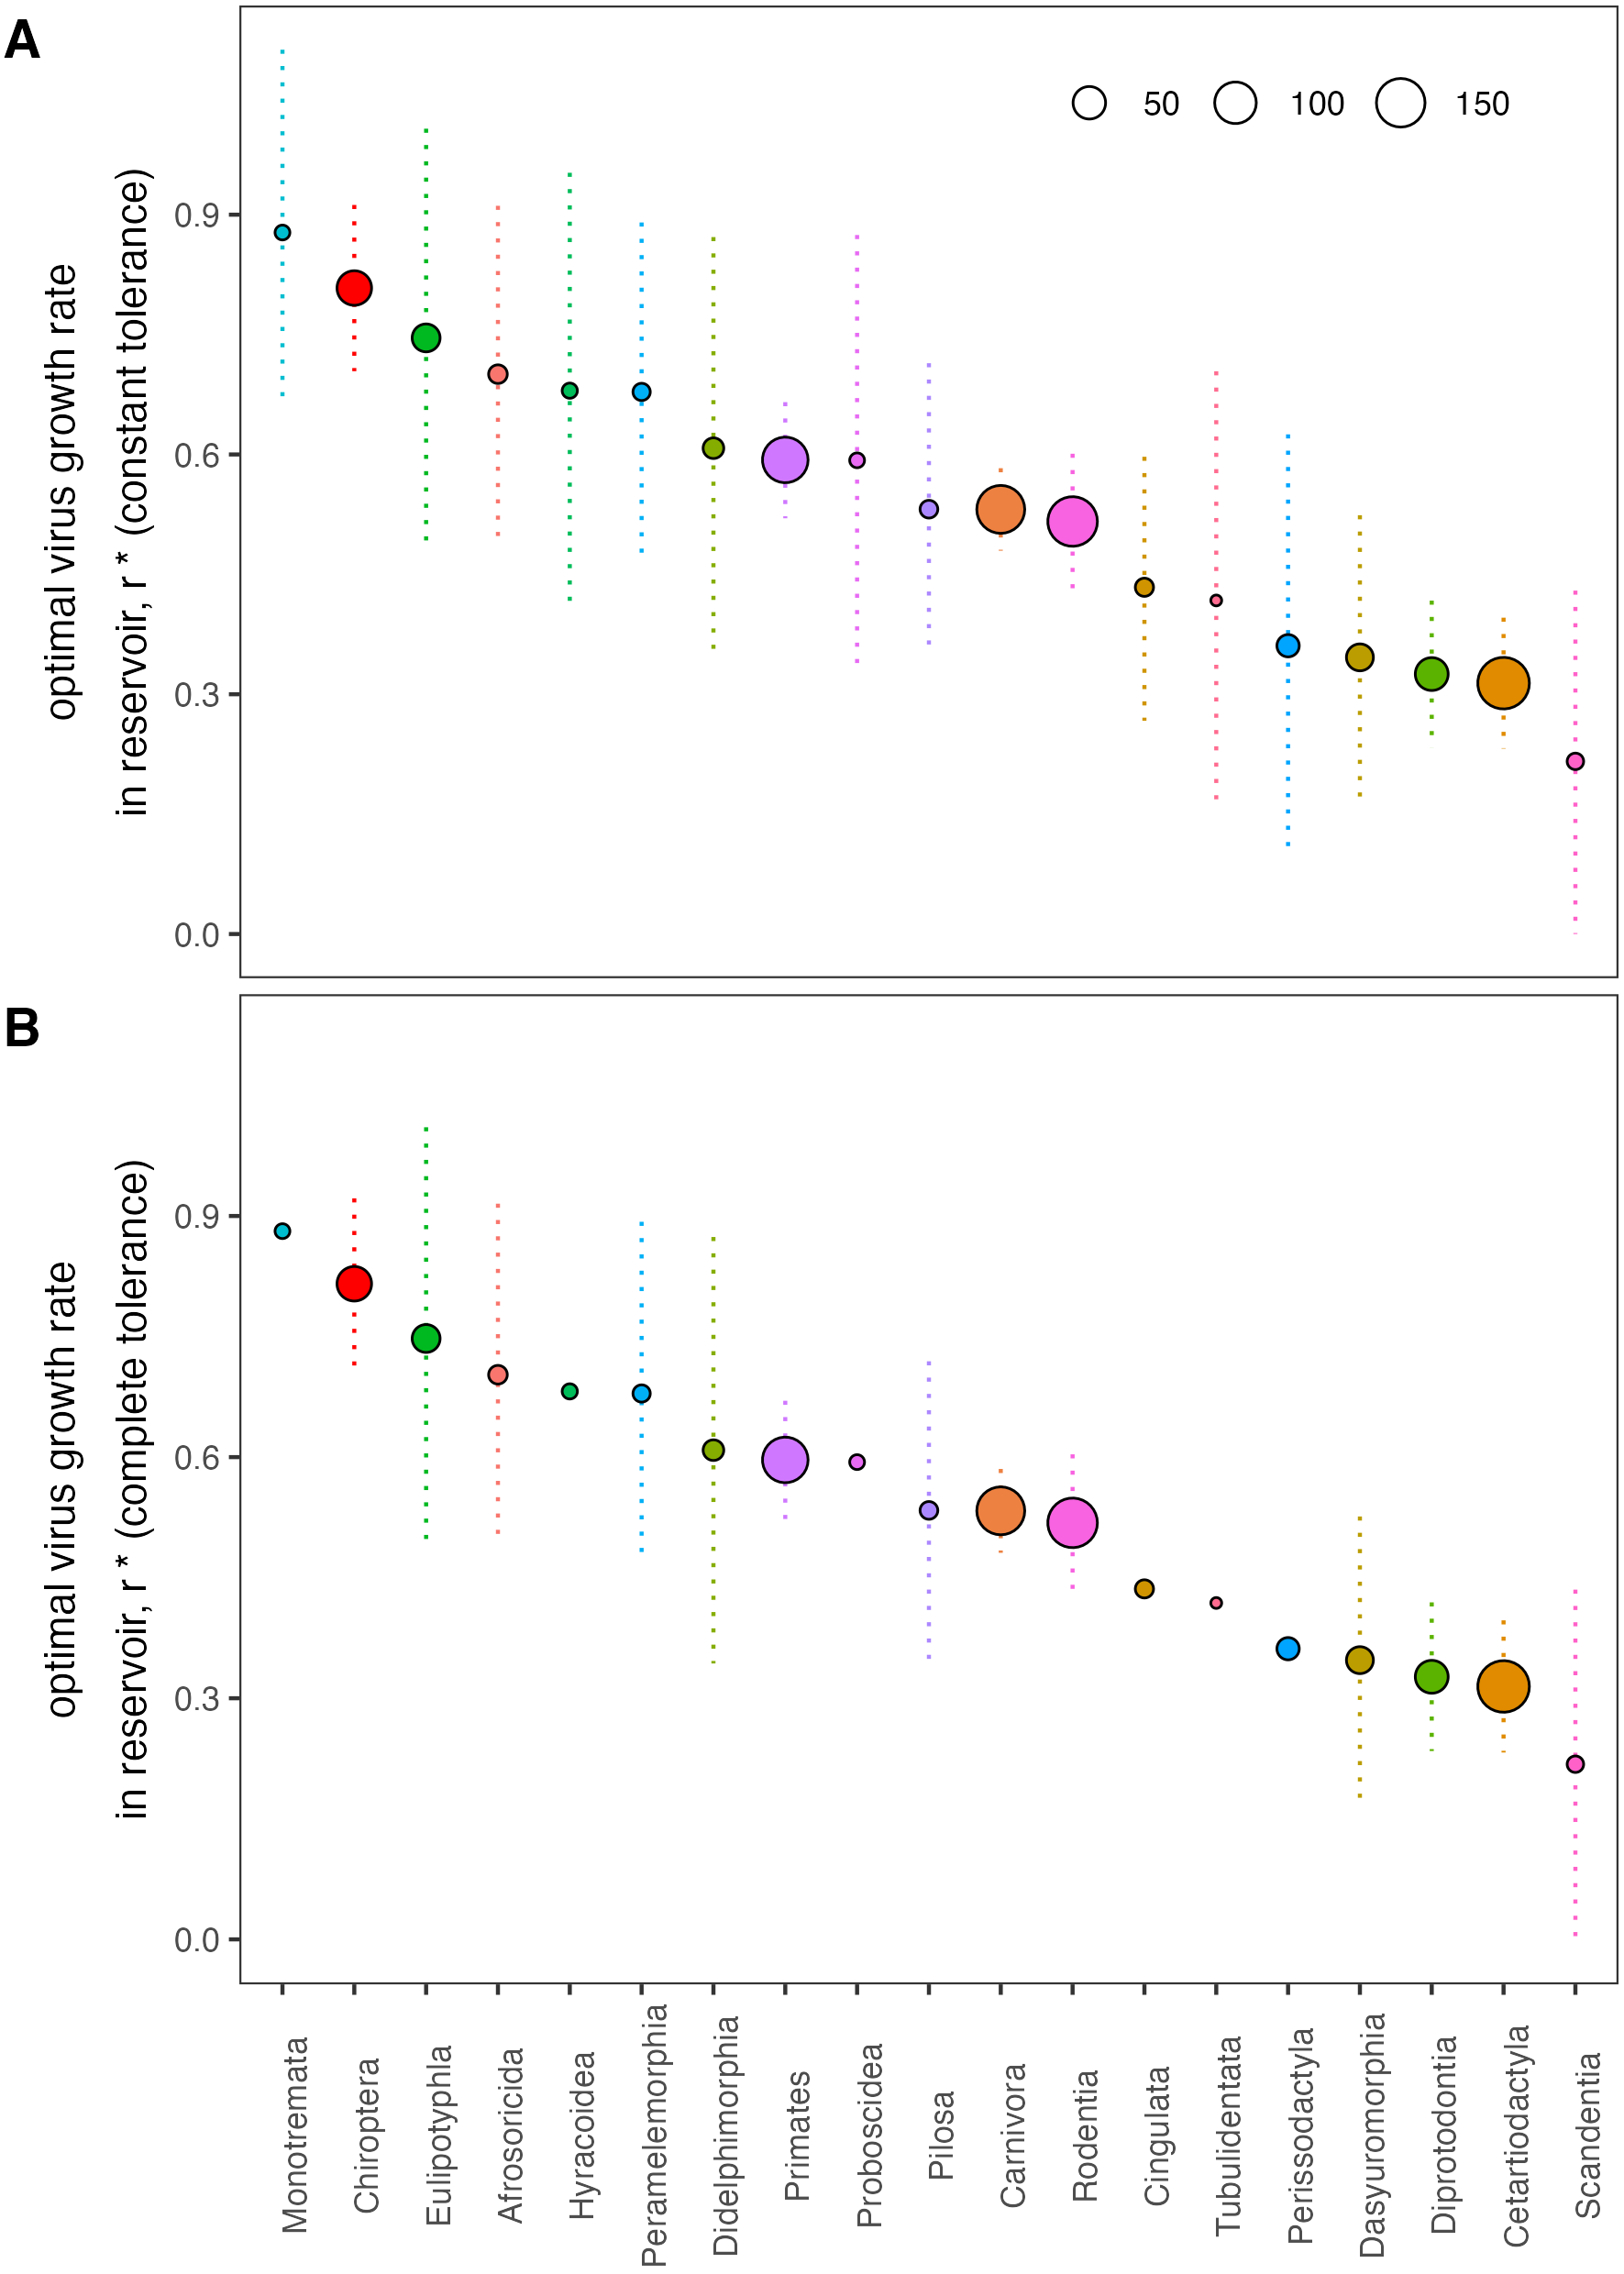 A
50 100 150
optimal virus growth rate
in reservoir, r * (constant tolerance)
0.9
0.6
0.3
0.0
B
optimal virus growth rate
in reservoir, r * (complete tolerance)
0.9
0.6
0.3
0.0
Monotremata
Chiroptera
Eulipotyphla
Afrosoricida
Hyracoidea
Peramelemorphia
Didelphimorphia
Primates
Proboscidea
Pilosa
Carnivora
Rodentia
Cingulata
Tubulidentata
Perissodactyla
Dasyuromorphia
Diprotodontia
Cetartiodactyla
Scandentia